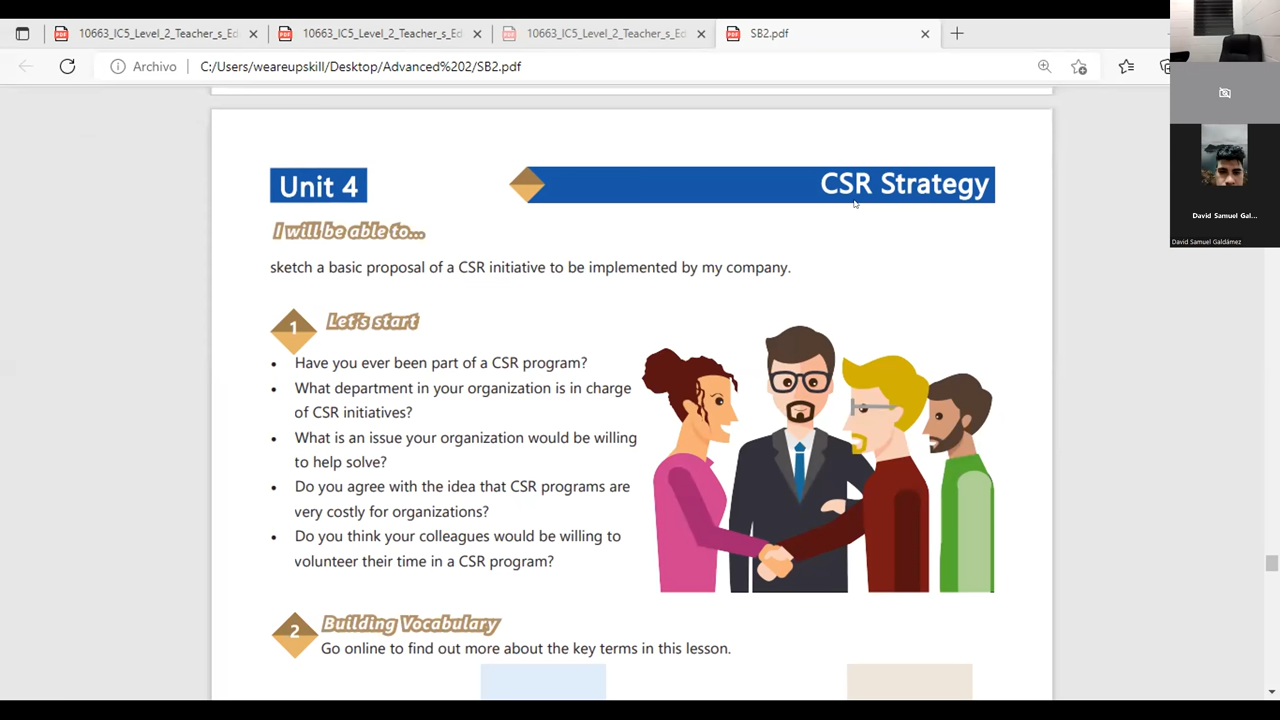 10663_IC5_Level_2_Teacher_s_Ed
10663_IC5_Level_2_Teacher_s_Ed
10663_IC5_Level_2_Teacher_s_Ed
SB2.pdf
Archivo
C:/Users/weareupskill/Desktop/Advanced%202/SB2.pdf
Unit 4
CSR Strategy
I will be able to...
sketch a basic proposal of a CSR initiative to be implemented by my company.
1
Let's start
• Have you ever been part of a CSR program?
• What department in your organization is in charge
of CSR initiatives?
• What is an issue your organization would be willing
to help solve?
• Do you agree with the idea that CSR programs are
very costly for organizations?
• Do you think your colleagues would be willing to
volunteer their time in a CSR program?
2
Building Vocabulary
Go online to find out more about the key terms in this lesson.
David Samuel Gal...
David Samuel Galdámez